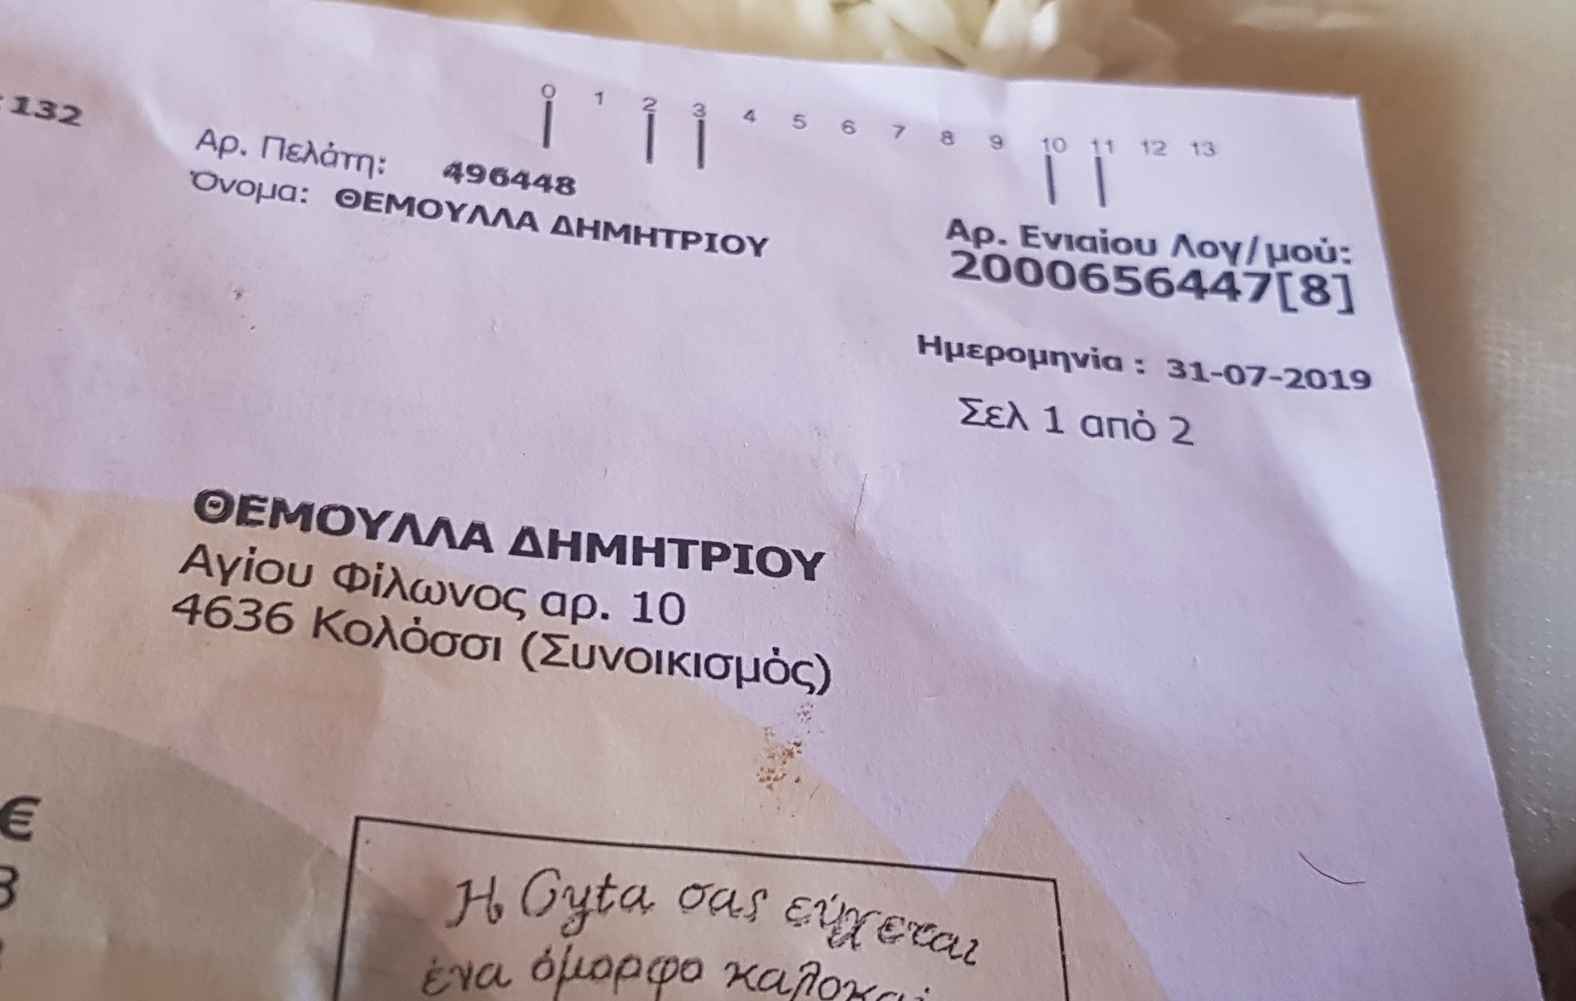 132
0 1 2 3 4 5 6 7 8 9 10 11 12 13
Αρ. Πελάτη: 496448
Όνομα: ΘΕΜΟΥΛΛΑ ΔΗΜΗΤΡΙΟΥ
Αρ. Ενιαίου Λογ/μού:
2000656447[8]
Ημερομηνία : 31-07-2019
Σελ 1 από 2
ΘΕΜΟΥΛΛΑ ΔΗΜΗΤΡΙΟΥ
Αγίου Φίλωνος αρ. 10
4636 Κολόσσι (Συνοικισμός)
€
3
Η Cyta σας εύχεται
ένα όμορφο